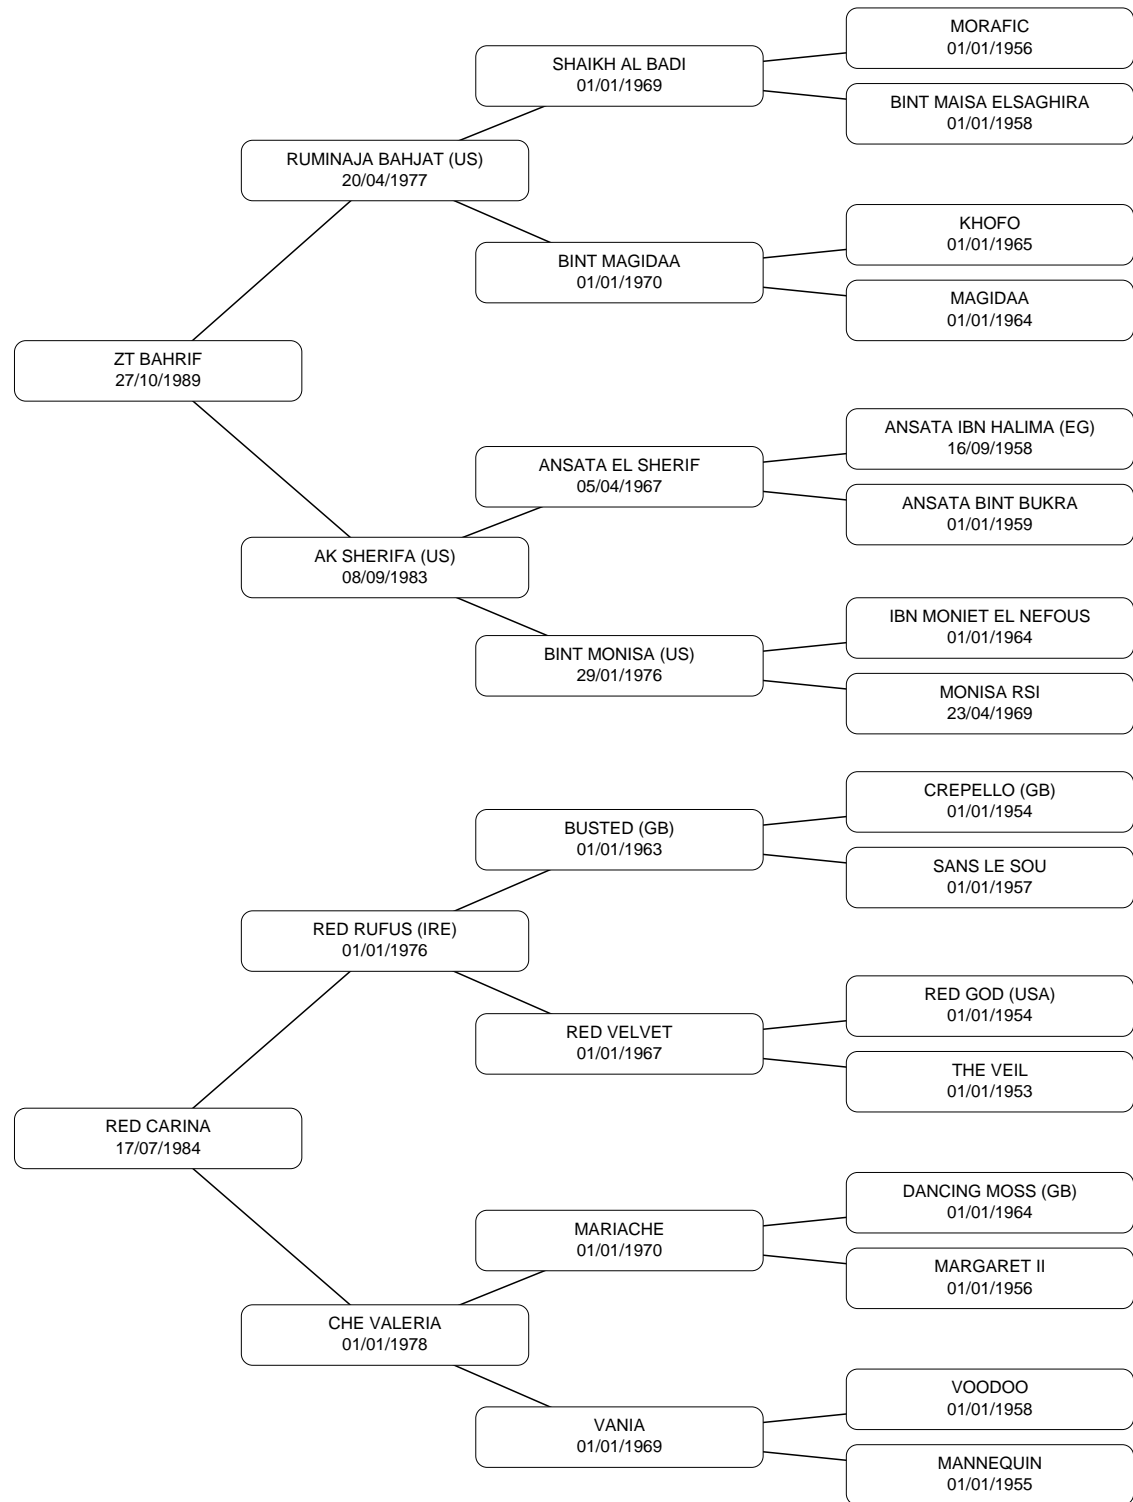 MORAFIC
01/01/1956
SHAIKH AL BADI
01/01/1969
BINT MAISA ELSAGHIRA
01/01/1958
RUMINAJA BAHJAT (US)
20/04/1977
KHOFO
01/01/1965
BINT MAGIDAA
01/01/1970
MAGIDAA
01/01/1964
ZT BAHRIF
27/10/1989
ANSATA IBN HALIMA (EG)
16/09/1958
ANSATA EL SHERIF
05/04/1967
ANSATA BINT BUKRA
01/01/1959
AK SHERIFA (US)
08/09/1983
IBN MONIET EL NEFOUS
01/01/1964
BINT MONISA (US)
29/01/1976
MONISA RSI
23/04/1969
CREPELLO (GB)
01/01/1954
BUSTED (GB)
01/01/1963
SANS LE SOU
01/01/1957
RED RUFUS (IRE)
01/01/1976
RED GOD (USA)
01/01/1954
RED VELVET
01/01/1967
THE VEIL
01/01/1953
RED CARINA
17/07/1984
DANCING MOSS (GB)
01/01/1964
MARIACHE
01/01/1970
MARGARET II
01/01/1956
CHE VALERIA
01/01/1978
VOODOO
01/01/1958
VANIA
01/01/1969
MANNEQUIN
01/01/1955